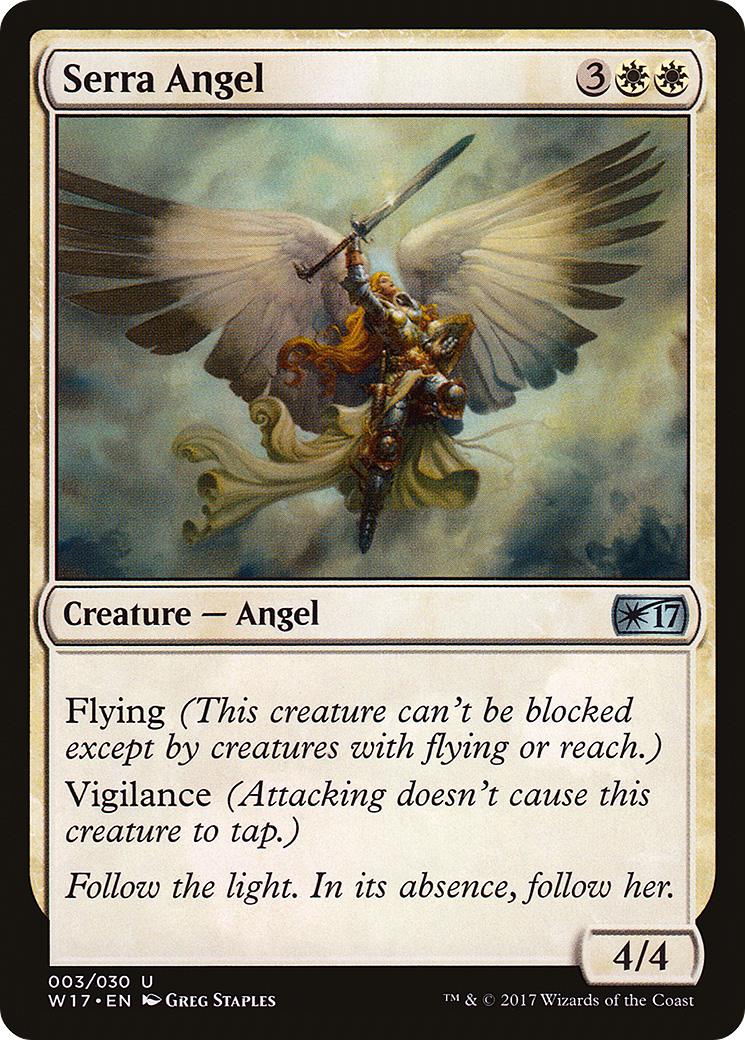 Serra Angel 3
Creature — Angel 17
Flying (This creature can't be blocked
except by creatures with flying or reach.)
Vigilance (Attacking doesn't cause this
creature to tap.)
Follow the light. In its absence, follow her.
4/4
003/030 U
W17 • EN Greg Staples ™ & © 2017 Wizards of the Coast